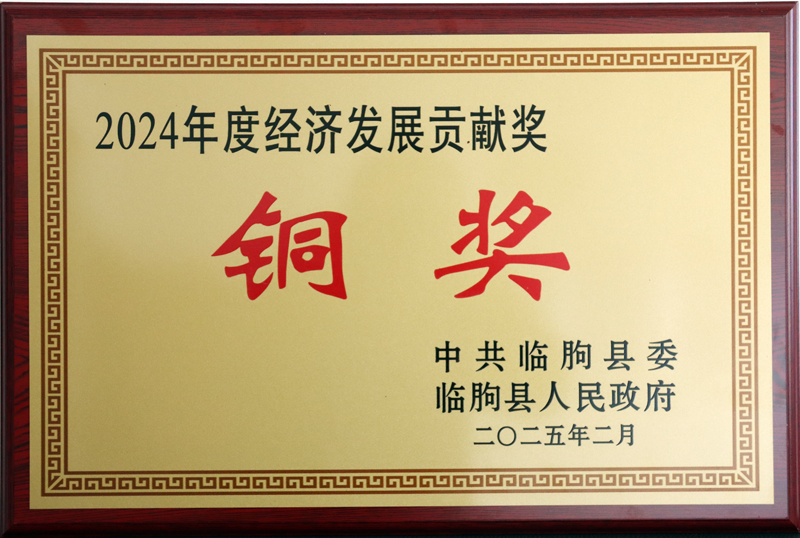 2024年度经济发展贡献奖
铜奖
中共临朐县委
临朐县人民政府
二〇二五年二月